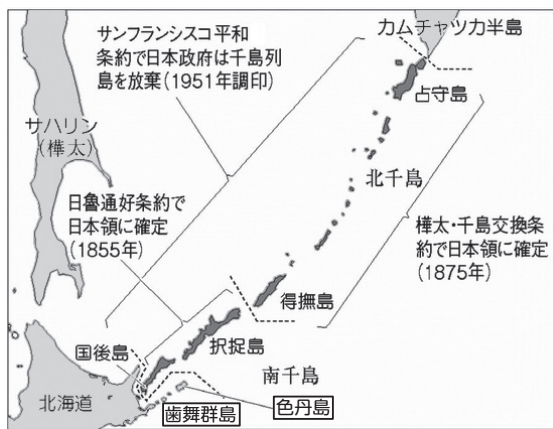 サンフランシスコ平和
条約で日本政府は千島列
島を放棄(1951年調印)
カムチャツカ半島
占守島
サハリン
(樺太)
北千島
日魯通好条約で
日本領に確定
(1855年)
樺太・千島交換条
約で日本領に確定
(1875年)
得撫島
国後島
択捉島
南千島
北海道
歯舞群島
色丹島